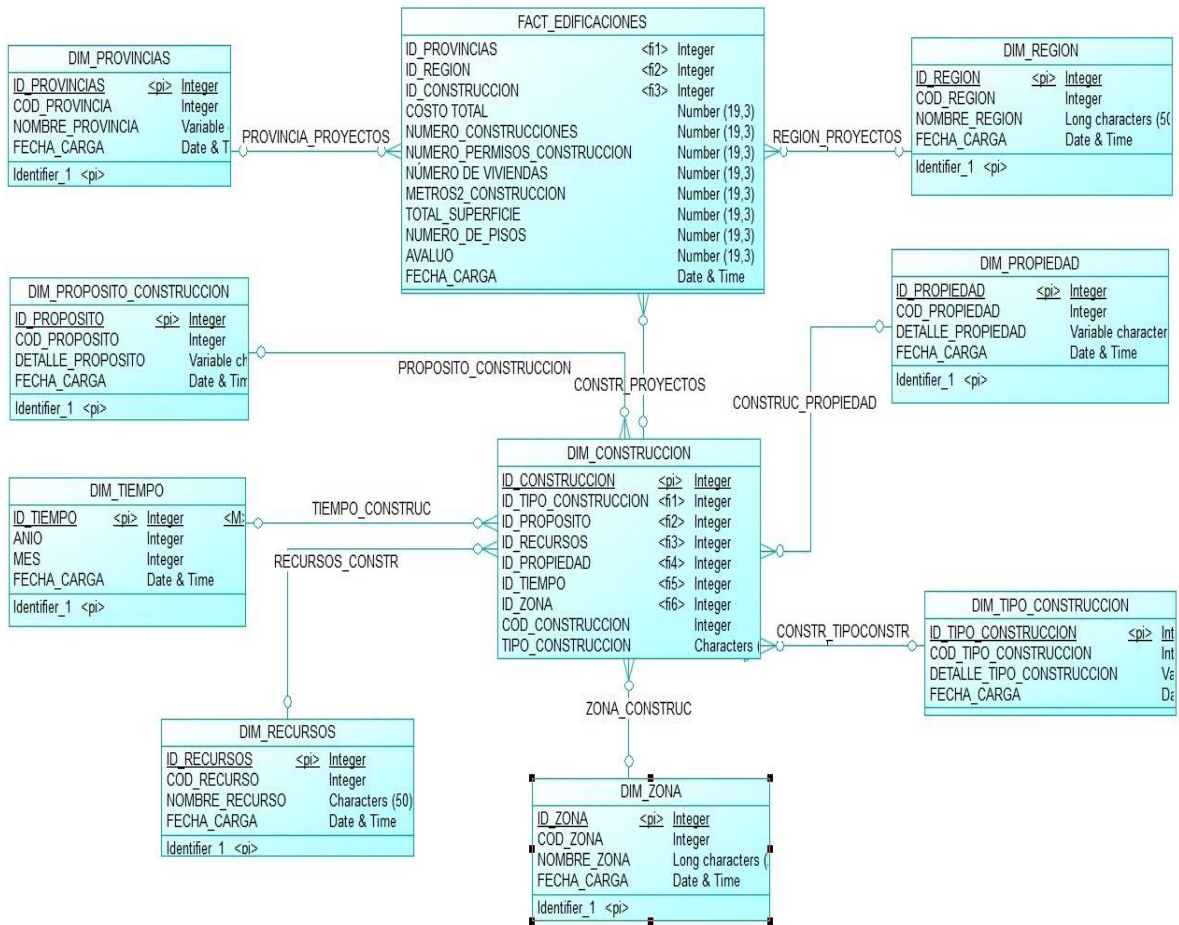 FACT_EDIFICACIONES
ID_PROVINCIAS <fi1> Integer
ID_REGION <fi2> Integer
ID_CONSTRUCCION <fi3> Integer
COSTO TOTAL Number (19,3)
NUMERO_CONSTRUCCIONES Number (19,3)
NUMERO_PERMISOS_CONSTRUCCION Number (19,3)
NÚMERO DE VIVIENDAS Number (19,3)
METROS2_CONSTRUCCION Number (19,3)
TOTAL_SUPERFICIE Number (19,3)
NUMERO_DE_PISOS Number (19,3)
AVALUO Number (19,3)
FECHA_CARGA Date & Time
DIM_PROVINCIAS
ID_PROVINCIAS <pi> Integer
COD_PROVINCIA Integer
NOMBRE_PROVINCIA Variable
FECHA_CARGA Date & T
Identifier_1 <pi>
PROVINCIA_PROYECTOS
REGION_PROYECTOS
DIM_REGION
ID_REGION <pi> Integer
COD_REGION Integer
NOMBRE_REGION Long characters (50
FECHA_CARGA Date & Time
Identifier_1 <pi>
DIM_PROPOSITO_CONSTRUCCION
ID_PROPOSITO <pi> Integer
COD_PROPOSITO Integer
DETALLE_PROPOSITO Variable ch
FECHA_CARGA Date & Tim
Identifier_1 <pi>
PROPOSITO_CONSTRUCCION
CONSTR_PROYECTOS
DIM_PROPIEDAD
ID_PROPIEDAD <pi> Integer
COD_PROPIEDAD Integer
DETALLE_PROPIEDAD Variable character
FECHA_CARGA Date & Time
Identifier_1 <pi>
CONSTRUC_PROPIEDAD
DIM_CONSTRUCCION
ID_CONSTRUCCION <pi> Integer
ID_TIPO_CONSTRUCCION <fi1> Integer
ID_PROPOSITO <fi2> Integer
ID_RECURSOS <fi3> Integer
ID_PROPIEDAD <fi4> Integer
ID_TIEMPO <fi5> Integer
ID_ZONA <fi6> Integer
COD_CONSTRUCCION Integer
TIPO_CONSTRUCCION Characters (
DIM_TIEMPO
ID_TIEMPO <pi> Integer <M>
ANIO Integer
MES Integer
FECHA_CARGA Date & Time
Identifier_1 <pi>
TIEMPO_CONSTRUC
RECURSOS_CONSTR
CONSTR_TIPOCONSTR
DIM_TIPO_CONSTRUCCION
ID_TIPO_CONSTRUCCION <pi> Int
COD_TIPO_CONSTRUCCION Int
DETALLE_TIPO_CONSTRUCCION Va
FECHA_CARGA Da
ZONA_CONSTRUC
DIM_RECURSOS
ID_RECURSOS <pi> Integer
COD_RECURSO Integer
NOMBRE_RECURSO Characters (50)
FECHA_CARGA Date & Time
Identifier_1 <pi>
DIM_ZONA
ID_ZONA <pi> Integer
COD_ZONA Integer
NOMBRE_ZONA Long characters (
FECHA_CARGA Date & Time
Identifier_1 <pi>